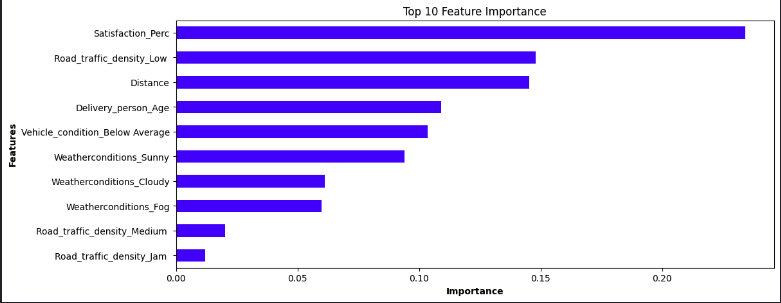 Top 10 Feature Importance
Satisfaction_Perc
Road_traffic_density_Low
Distance
Delivery_person_Age
Vehicle_condition_Below Average
Weatherconditions_Sunny
Weatherconditions_Cloudy
Weatherconditions_Fog
Road_traffic_density_Medium
Road_traffic_density_Jam
Features
0.00 0.05 0.10 0.15 0.20
Importance